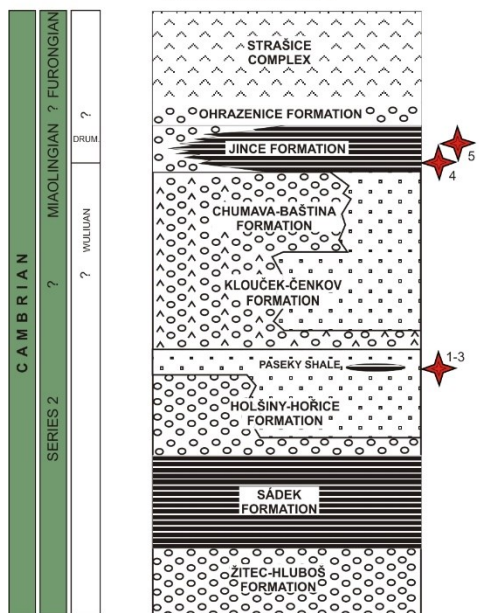 CAMBRIAN
SERIES 2
?
MIAOLINGIAN ? FURONGIAN
?
WULIUAN
DRUM.
?
STRAŠICE
COMPLEX
OHRAZENICE FORMATION
JINCE FORMATION
5
4
CHUMAVA-BAŠTINA
FORMATION
KLOUČEK-ČENKOV
FORMATION
PASEKY SHALE
1-3
HOLŠINY-HOŘICE
FORMATION
SÁDEK
FORMATION
ŽITEC-HLUBOŠ
FORMATION